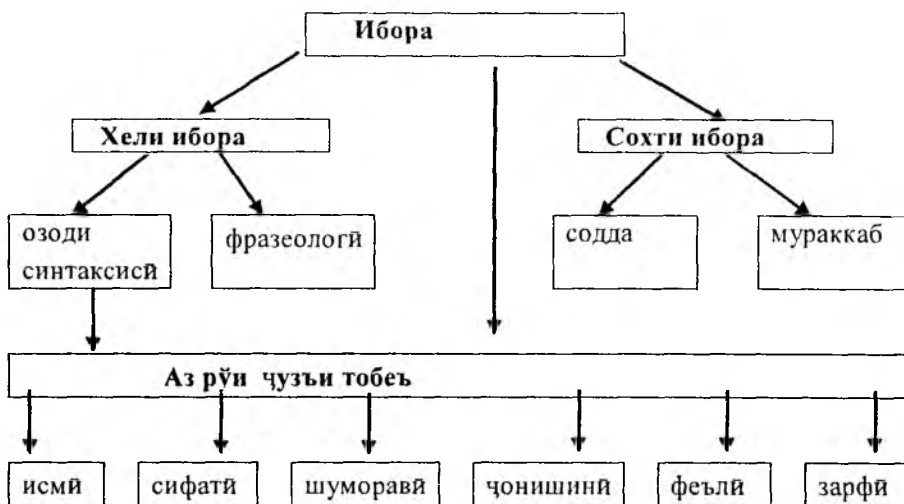 Ибора
Хели ибора
Сохти ибора
озоди
синтаксисӣ
фразеологӣ
содда
мураккаб
Аз рӯи ҷузъи тобеъ
исмӣ
сифатӣ
шуморавӣ
ҷонишинӣ
феълӣ
зарфӣ